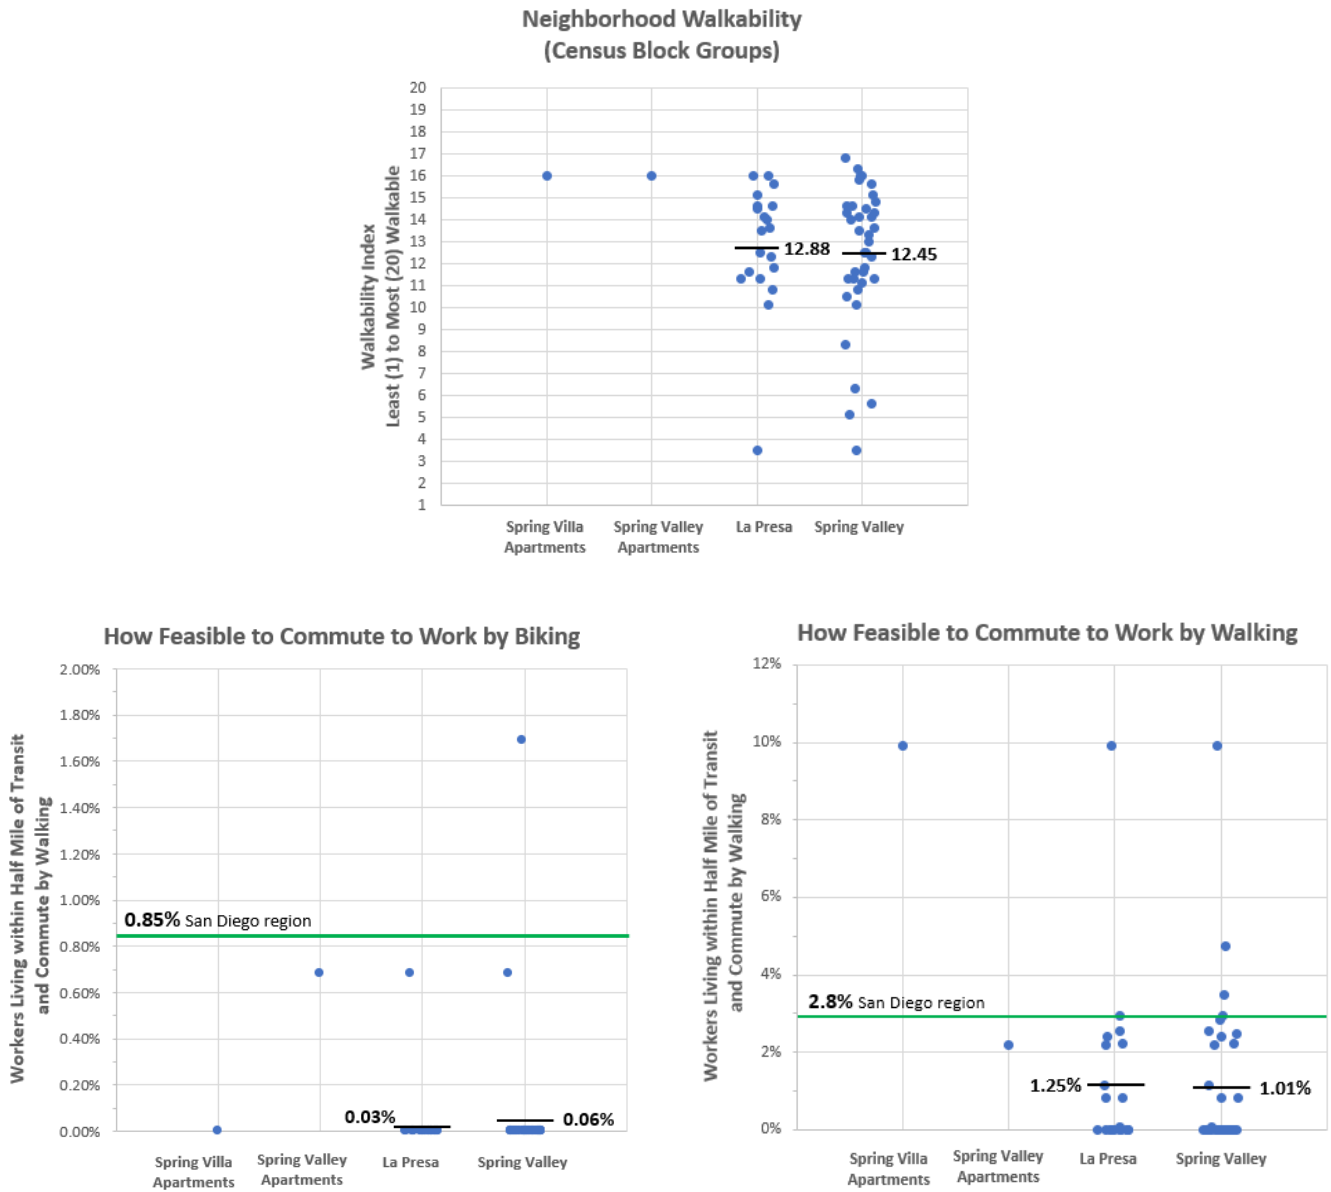 Neighborhood Walkability
(Census Block Groups)
Walkability Index
Least (1) to Most (20) Walkable
20
19
18
17
16
15
14
13
12
11
10
9
8
7
6
5
4
3
2
1
12.88
12.45
Spring Villa
Apartments
Spring Valley
Apartments
La Presa
Spring Valley
How Feasible to Commute to Work by Biking
Workers Living within Half Mile of Transit
and Commute by Walking
2.00%
1.80%
1.60%
1.40%
1.20%
1.00%
0.80%
0.60%
0.40%
0.20%
0.00%
0.85% San Diego region
0.03%
0.06%
Spring Villa
Apartments
Spring Valley
Apartments
La Presa
Spring Valley
How Feasible to Commute to Work by Walking
Workers Living within Half Mile of Transit
and Commute by Walking
12%
10%
8%
6%
4%
2%
0%
2.8% San Diego region
1.25%
1.01%
Spring Villa
Apartments
Spring Valley
Apartments
La Presa
Spring Valley